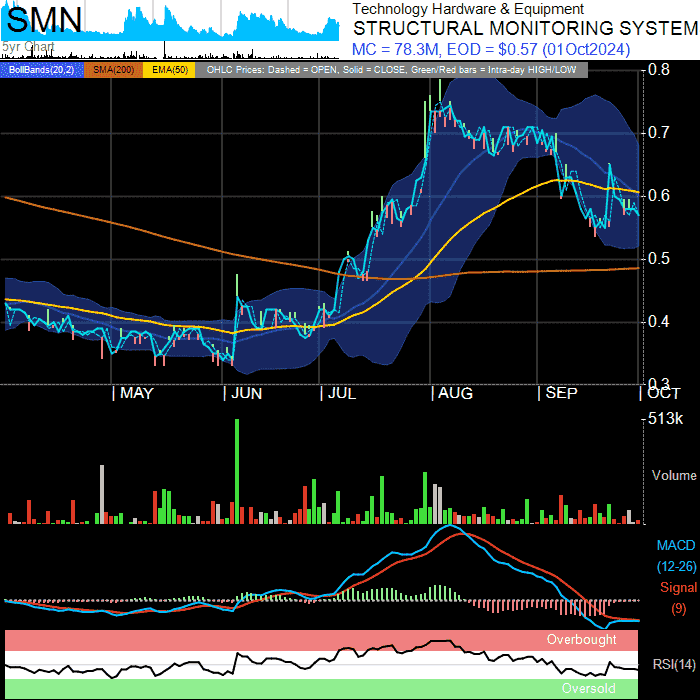 SMN
5yr Chart
Technology Hardware & Equipment
STRUCTURAL MONITORING SYSTEM
MC = 78.3M, EOD = $0.57 (01Oct2024)
BollBands(20,2) SMA(200) EMA(50) OHLC Prices: Dashed = OPEN, Solid = CLOSE, Green/Red bars = Intra-day HIGH/LOW
0.8
0.7
0.6
0.5
0.4
0.3
MAY JUN JUL AUG SEP OCT
513k
Volume
MACD
(12-26)
Signal
(9)
Overbought
RSI(14)
Oversold